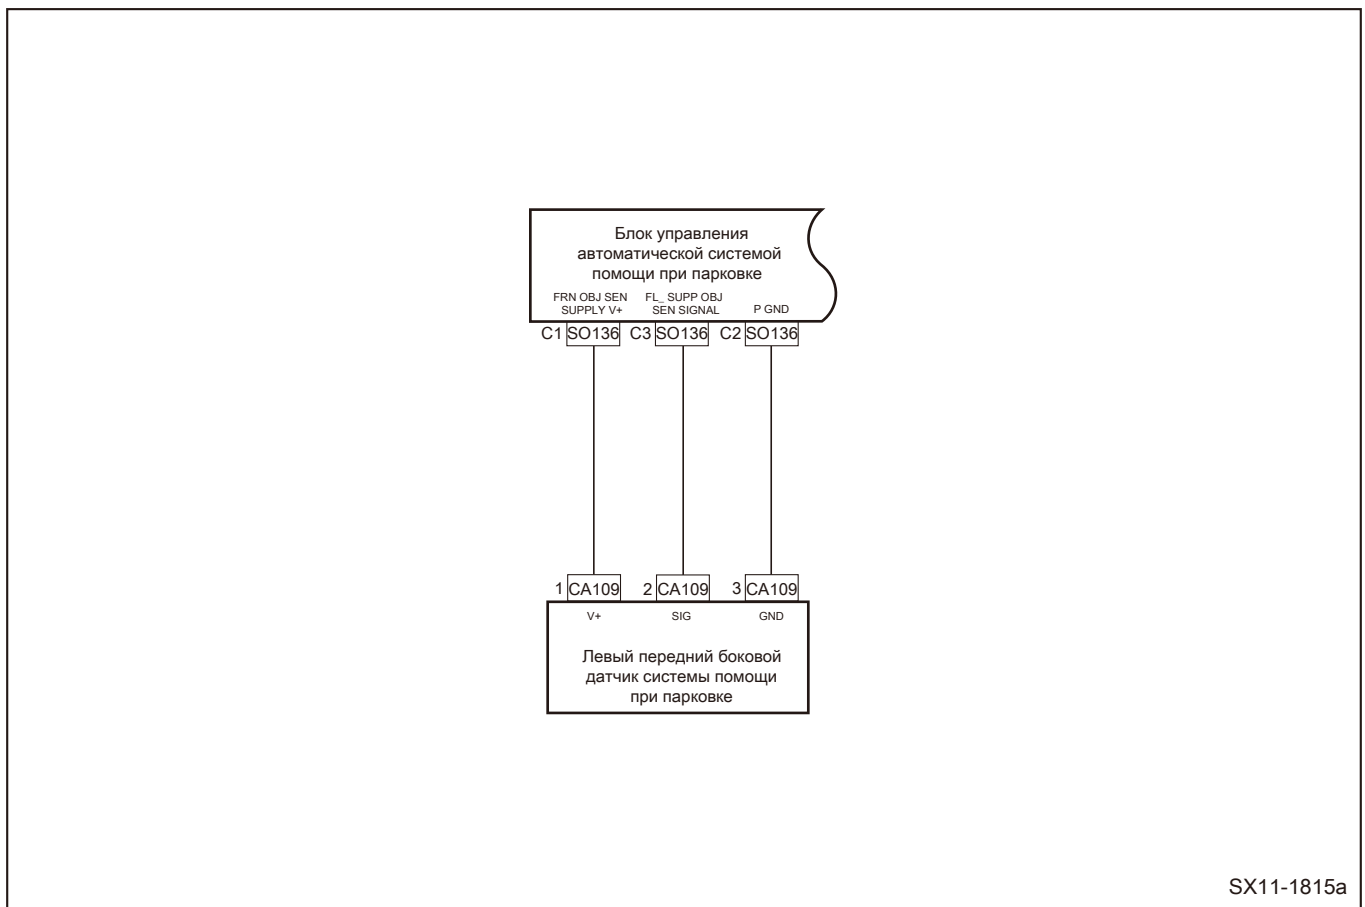 Блок управления
автоматической системой
помощи при парковке
FRN OBJ SEN
SUPPLY V+
FL_ SUPP OBJ
SEN SIGNAL
P GND
C1 SO136 C3 SO136 C2 SO136
1 CA109 2 CA109 3 CA109
V+ SIG GND
Левый передний боковой
датчик системы помощи
при парковке
SX11-1815a